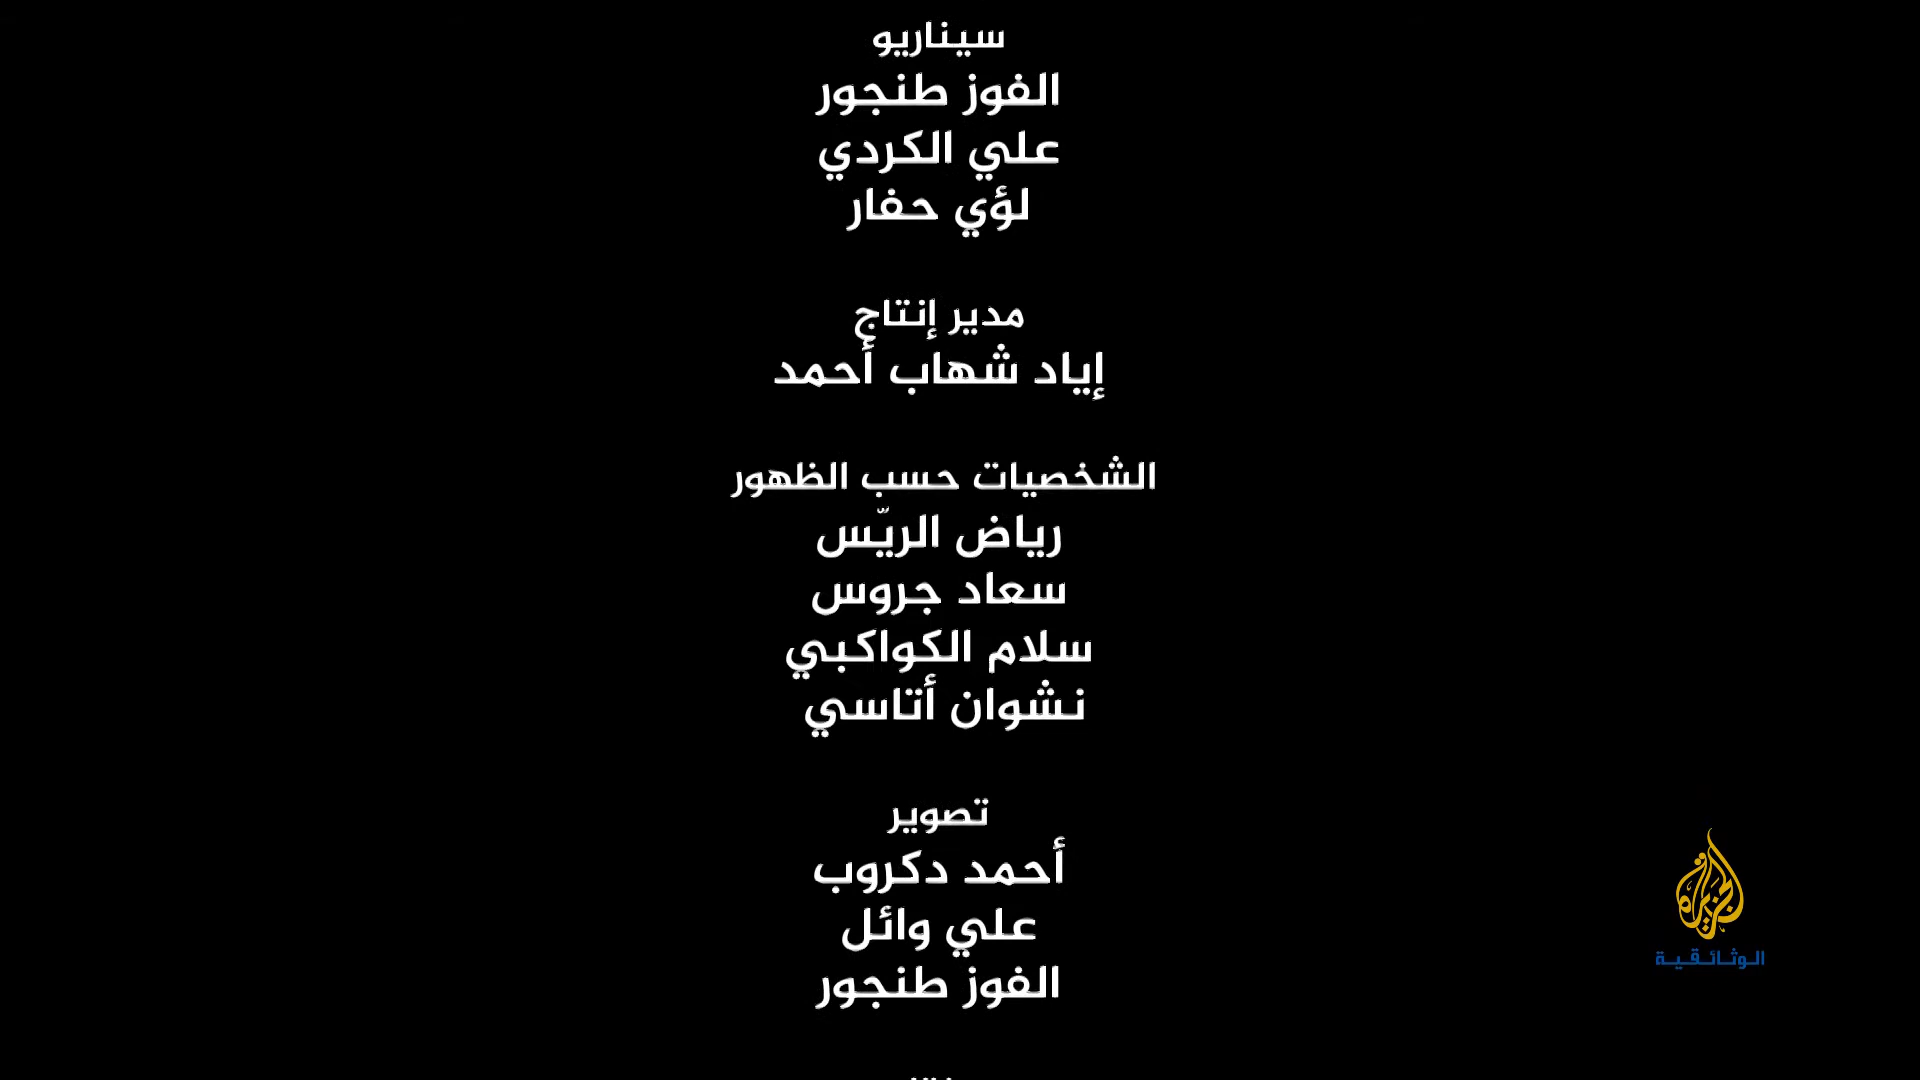 سيناريو
الفوز طنجور
علي الكردي
لؤي حفار
مدير إنتاج
إياد شهاب أحمد
الشخصيات حسب الظهور
رياض الريّس
سعاد جروس
سلام الكواكبي
نشوان أتاسي
تصوير
أحمد دكروب
علي وائل
الفوز طنجور
الجزيرة
الوثائقية